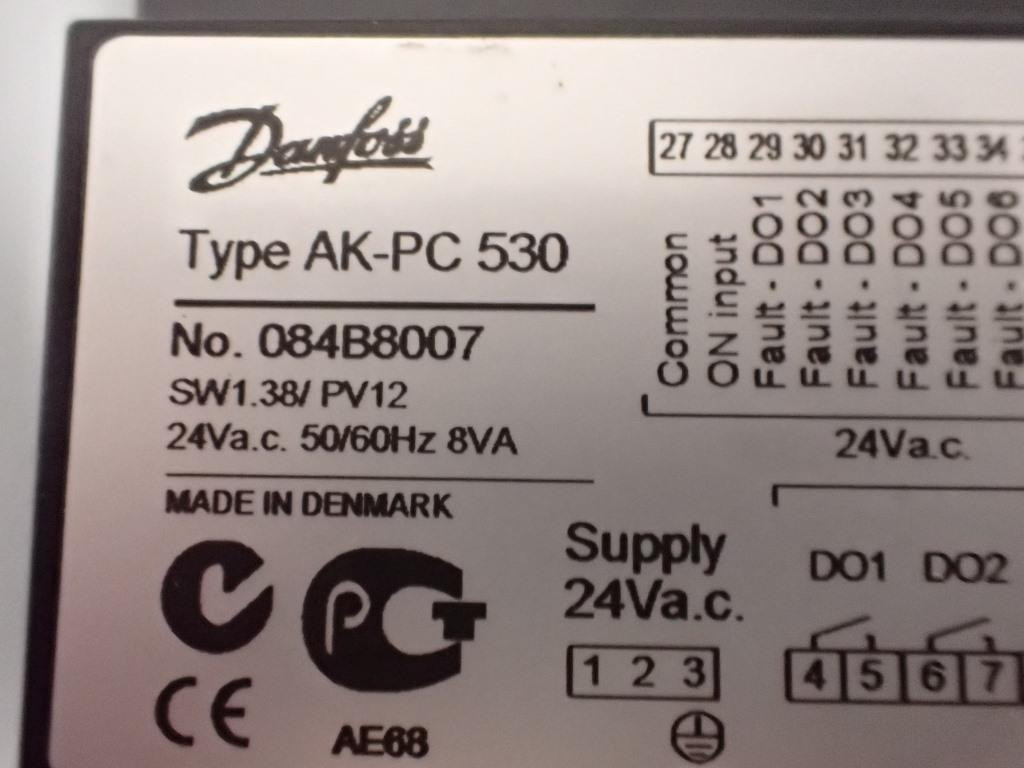 Danfoss
Type AK-PC 530
No. 084B8007
SW1.38/ PV12
24Va.c. 50/60Hz 8VA
MADE IN DENMARK
PCT
AE68
CE
27 28 29 30 31 32 33 34
Common
ON input
Fault - DO1
Fault - DO2
Fault - DO3
Fault - DO4
Fault - DO5
Fault - DO6
24Va.c.
Supply
24Va.c.
1 2 3
DO1 DO2
4 5 6 7